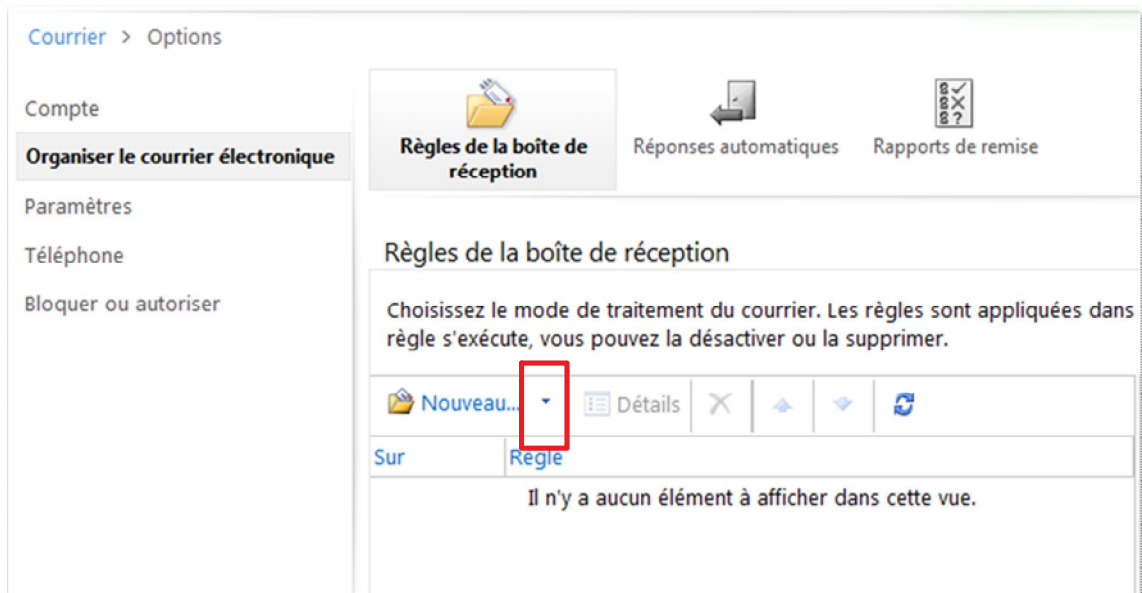 Courrier > Options
Compte
Organiser le courrier électronique
Paramètres
Téléphone
Bloquer ou autoriser
Règles de la boîte de
réception
Réponses automatiques
Rapports de remise
Règles de la boîte de réception
Choisissez le mode de traitement du courrier. Les règles sont appliquées dans
règle s'exécute, vous pouvez la désactiver ou la supprimer.
Nouveau... Détails
Sur Règle
Il n'y a aucun élément à afficher dans cette vue.